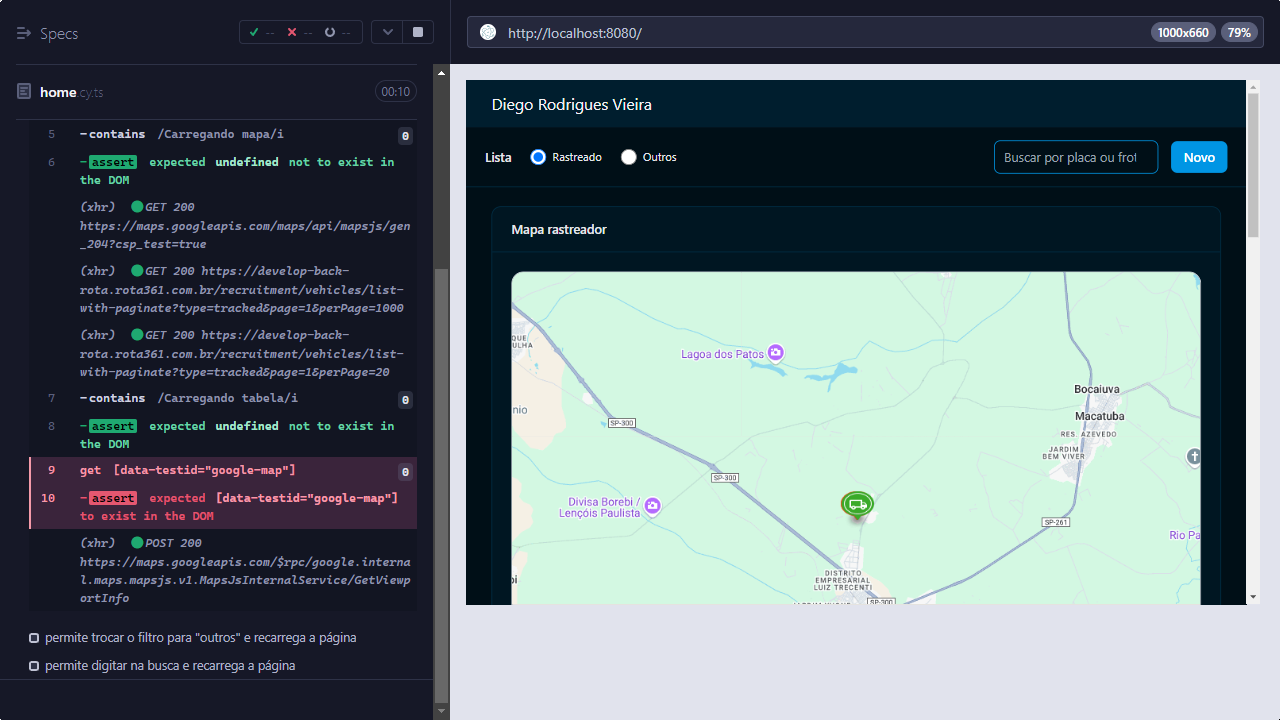 Specs
-- -- --
home.cy.ts
00:10
5 -contains /Carregando mapa/i 0
6 -assert expected undefined not to exist in
the DOM
(xhr) GET 200
https://maps.googleapis.com/maps/api/mapsjs/gen
_204?csp_test=true
(xhr) GET 200 https://develop-back-
rota.rota361.com.br/recruitment/vehicles/list-
with-paginate?type=tracked&page=1&perPage=1000
(xhr) GET 200 https://develop-back-
rota.rota361.com.br/recruitment/vehicles/list-
with-paginate?type=tracked&page=1&perPage=20
7 -contains /Carregando tabela/i 0
8 -assert expected undefined not to exist in
the DOM
9 get [data-testid="google-map"] 0
10 -assert expected [data-testid="google-map"]
to exist in the DOM
(xhr) POST 200
https://maps.googleapis.com/$rpc/google.interna
l.maps.mapsjs.v1.MapsJsInternalService/GetViewp
ortInfo
permite trocar o filtro para "outros" e recarrega a página
permite digitar na busca e recarrega a página
http://localhost:8080/
1000x660
79%
Diego Rodrigues Vieira
Lista
Rastreado
Outros
Buscar por placa ou frot
Novo
Mapa rastreador
QUE
ULHA
Lagoa dos Patos
Bocaiuva
Macatuba
RES. AZEVEDO
JARDIM
BEM VIVER
nio
SP-300
SP-300
Divisa Borebi /
Lençóis Paulista
SP-261
Rio Pa
DISTRITO
EMPRESARIAL
LUIZ TRECENTI
SP-300